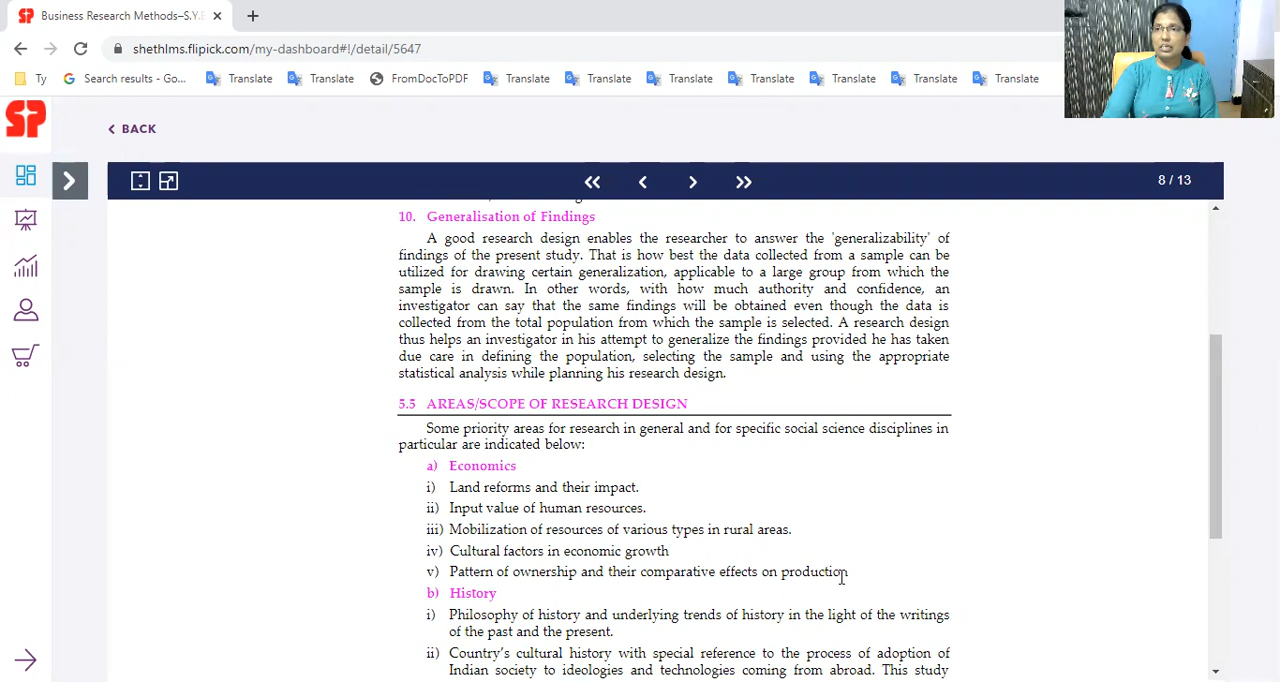 SP Business Research Methods–S.Y.B
shethlms.flipick.com/my-dashboard#!/detail/5647
Ty Search results - Go... Translate Translate FromDocToPDF Translate Translate Translate Translate Translate Translate Translate
SP
BACK
8 / 13
10. Generalisation of Findings
A good research design enables the researcher to answer the 'generalizability' of
findings of the present study. That is how best the data collected from a sample can be
utilized for drawing certain generalization, applicable to a large group from which the
sample is drawn. In other words, with how much authority and confidence, an
investigator can say that the same findings will be obtained even though the data is
collected from the total population from which the sample is selected. A research design
thus helps an investigator in his attempt to generalize the findings provided he has taken
due care in defining the population, selecting the sample and using the appropriate
statistical analysis while planning his research design.
5.5 AREAS/SCOPE OF RESEARCH DESIGN
Some priority areas for research in general and for specific social science disciplines in
particular are indicated below:
a) Economics
i) Land reforms and their impact.
ii) Input value of human resources.
iii) Mobilization of resources of various types in rural areas.
iv) Cultural factors in economic growth
v) Pattern of ownership and their comparative effects on production
b) History
i) Philosophy of history and underlying trends of history in the light of the writings
of the past and the present.
ii) Country's cultural history with special reference to the process of adoption of
Indian society to ideologies and technologies coming from abroad. This study